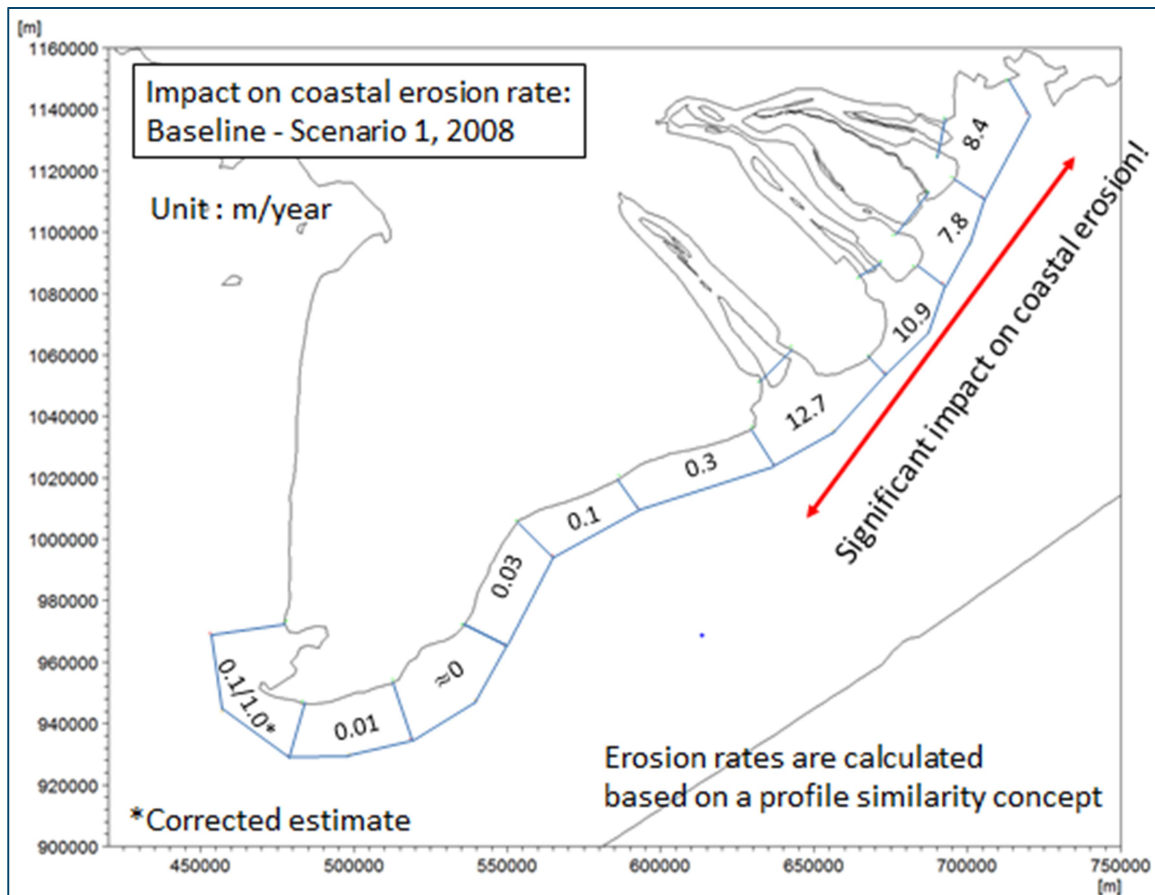 [m]
1160000
1140000
1120000
1100000
1080000
1060000
1040000
1020000
1000000
980000
960000
940000
920000
900000
Impact on coastal erosion rate:
Baseline - Scenario 1, 2008
Unit : m/year
8.4
7.8
10.9
12.7
0.3
0.1
0.03
≈0
0.01
0.1/1.0*
Significant impact on coastal erosion!
Erosion rates are calculated
based on a profile similarity concept
*Corrected estimate
450000 500000 550000 600000 650000 700000 750000
[m]